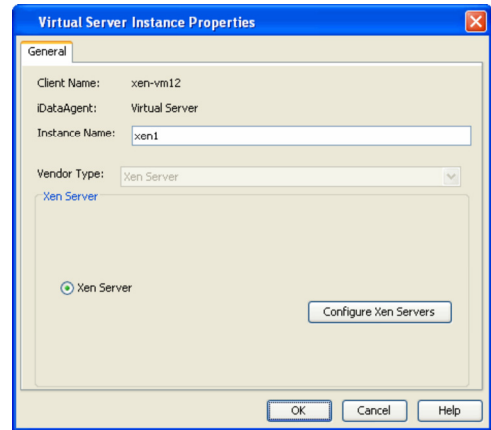 Virtual Server Instance Properties
General
Client Name: xen-vm12
iDataAgent: Virtual Server
Instance Name: xen1
Vendor Type: Xen Server
Xen Server
Xen Server
Configure Xen Servers
OK Cancel Help